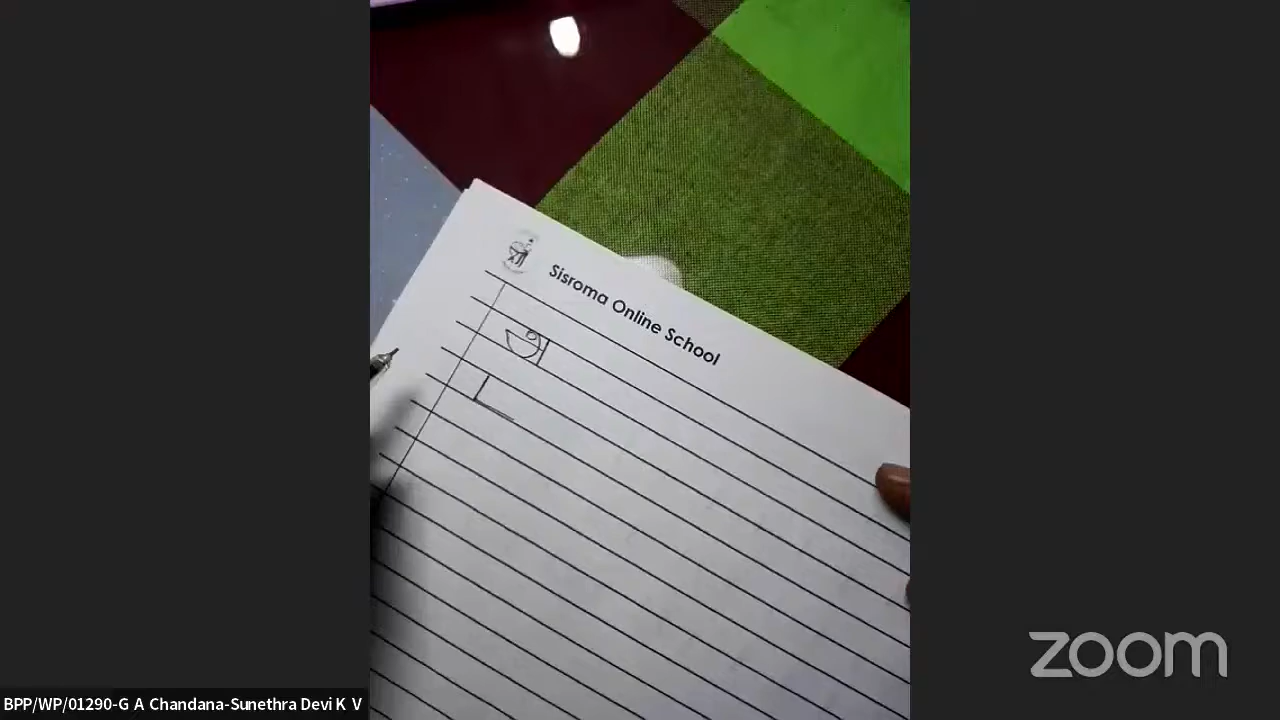 Sisroma Online School
zoom
BPP/WP/01290-G A Chandana-Sunethra Devi K V